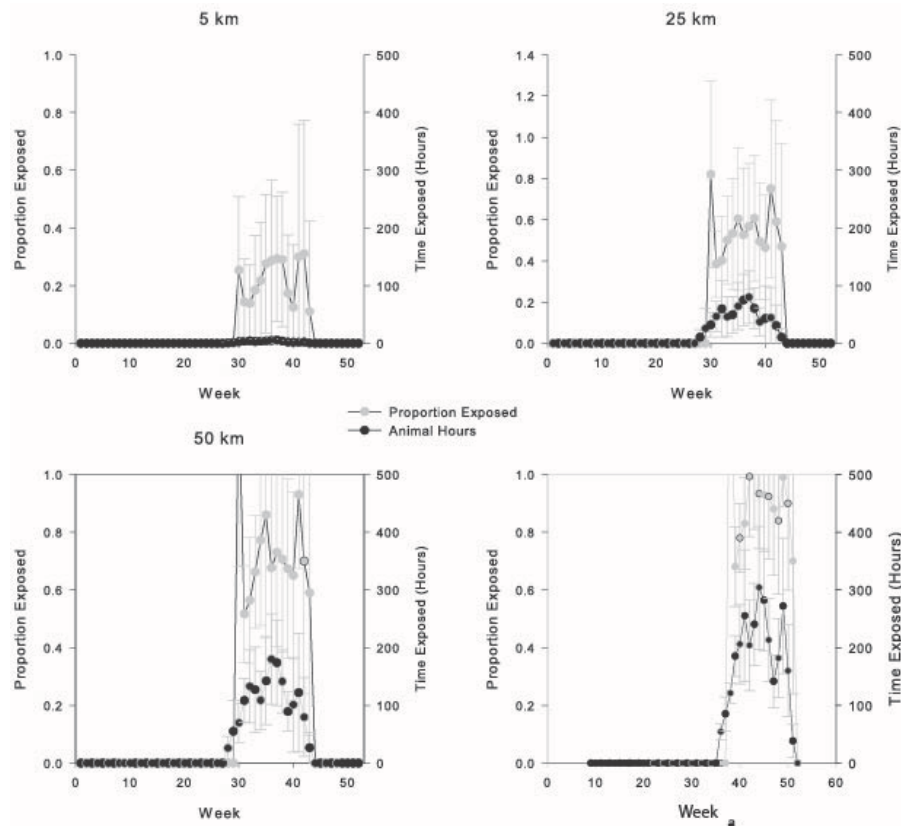 5 km
25 km
1.0 500
0.8 400
0.6 300
0.4 200
0.2 100
0.0 0
Proportion Exposed
Time Exposed (Hours)
0 10 20 30 40 50
Week
1.4 500
1.2 400
1.0 300
0.8 200
0.6 100
0.4 0
0.2
0.0
Proportion Exposed
Time Exposed (Hours)
0 10 20 30 40 50
Week
Proportion Exposed
Animal Hours
50 km
1.0 500
0.8 400
0.6 300
0.4 200
0.2 100
0.0 0
Proportion Exposed
Time Exposed (Hours)
0 10 20 30 40 50
Week
1.0 500
0.8 400
0.6 300
0.4 200
0.2 100
0.0 0
Proportion Exposed
Time Exposed (Hours)
10 20 30 40 50 60
Week
a